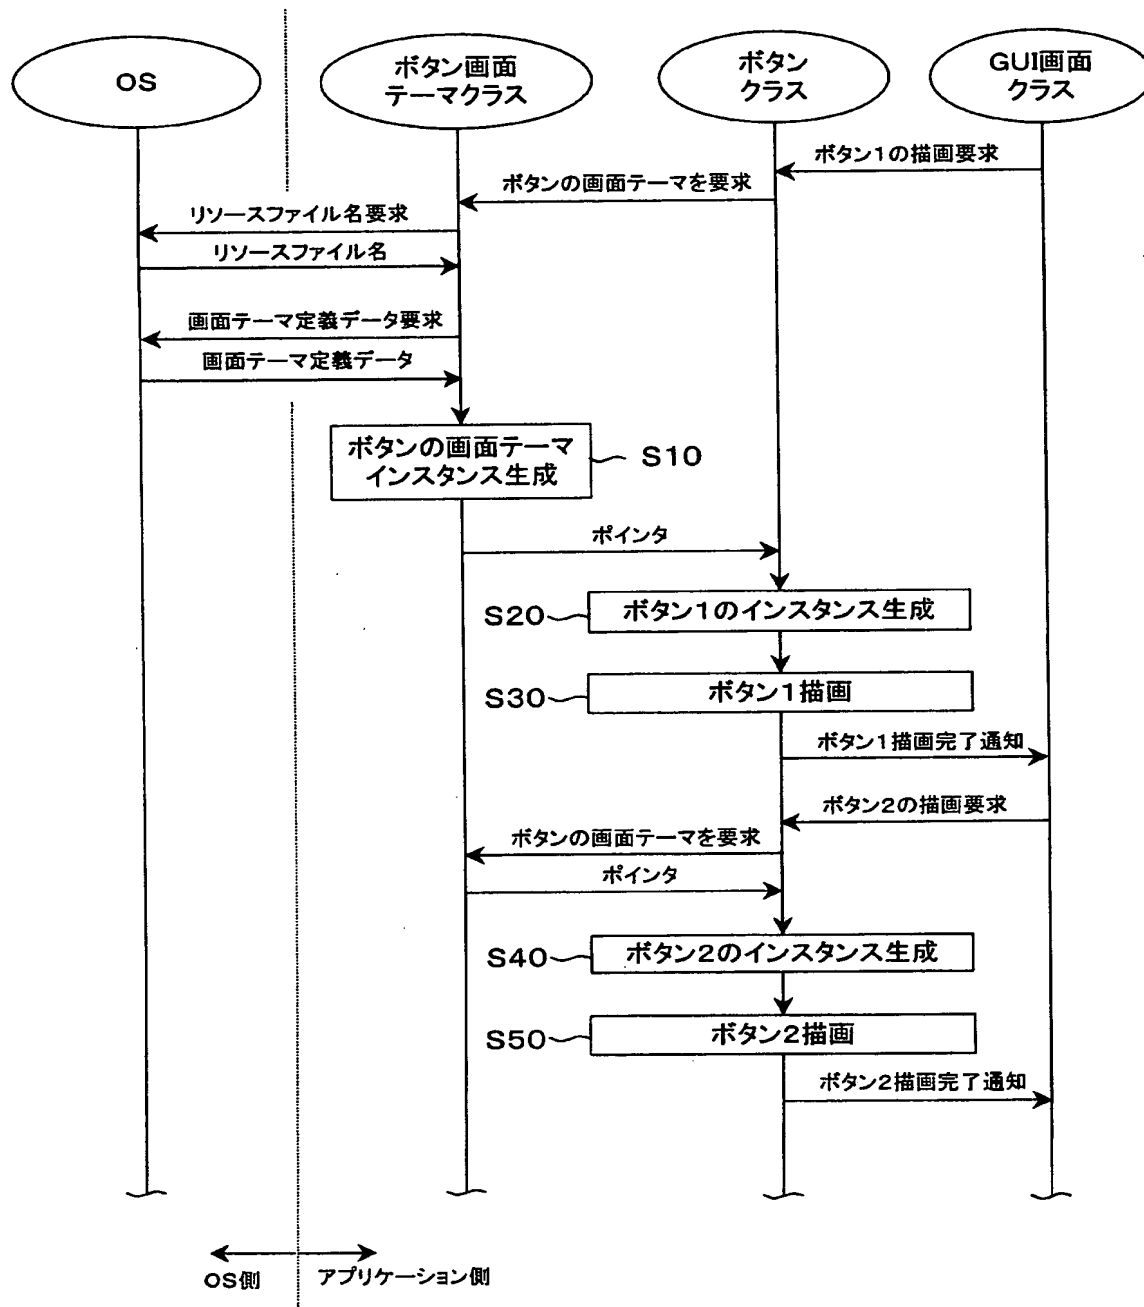 OS
ボタン画面
テーマクラス
ボタン
クラス
GUI画面
クラス
ボタン1の描画要求
ボタンの画面テーマを要求
リソースファイル名要求
リソースファイル名
画面テーマ定義データ要求
画面テーマ定義データ
ボタンの画面テーマ
インスタンス生成
S10
ポインタ
S20
ボタン1のインスタンス生成
S30
ボタン1描画
ボタン1描画完了通知
ボタン2の描画要求
ボタンの画面テーマを要求
ポインタ
S40
ボタン2のインスタンス生成
S50
ボタン2描画
ボタン2描画完了通知
OS側
アプリケーション側